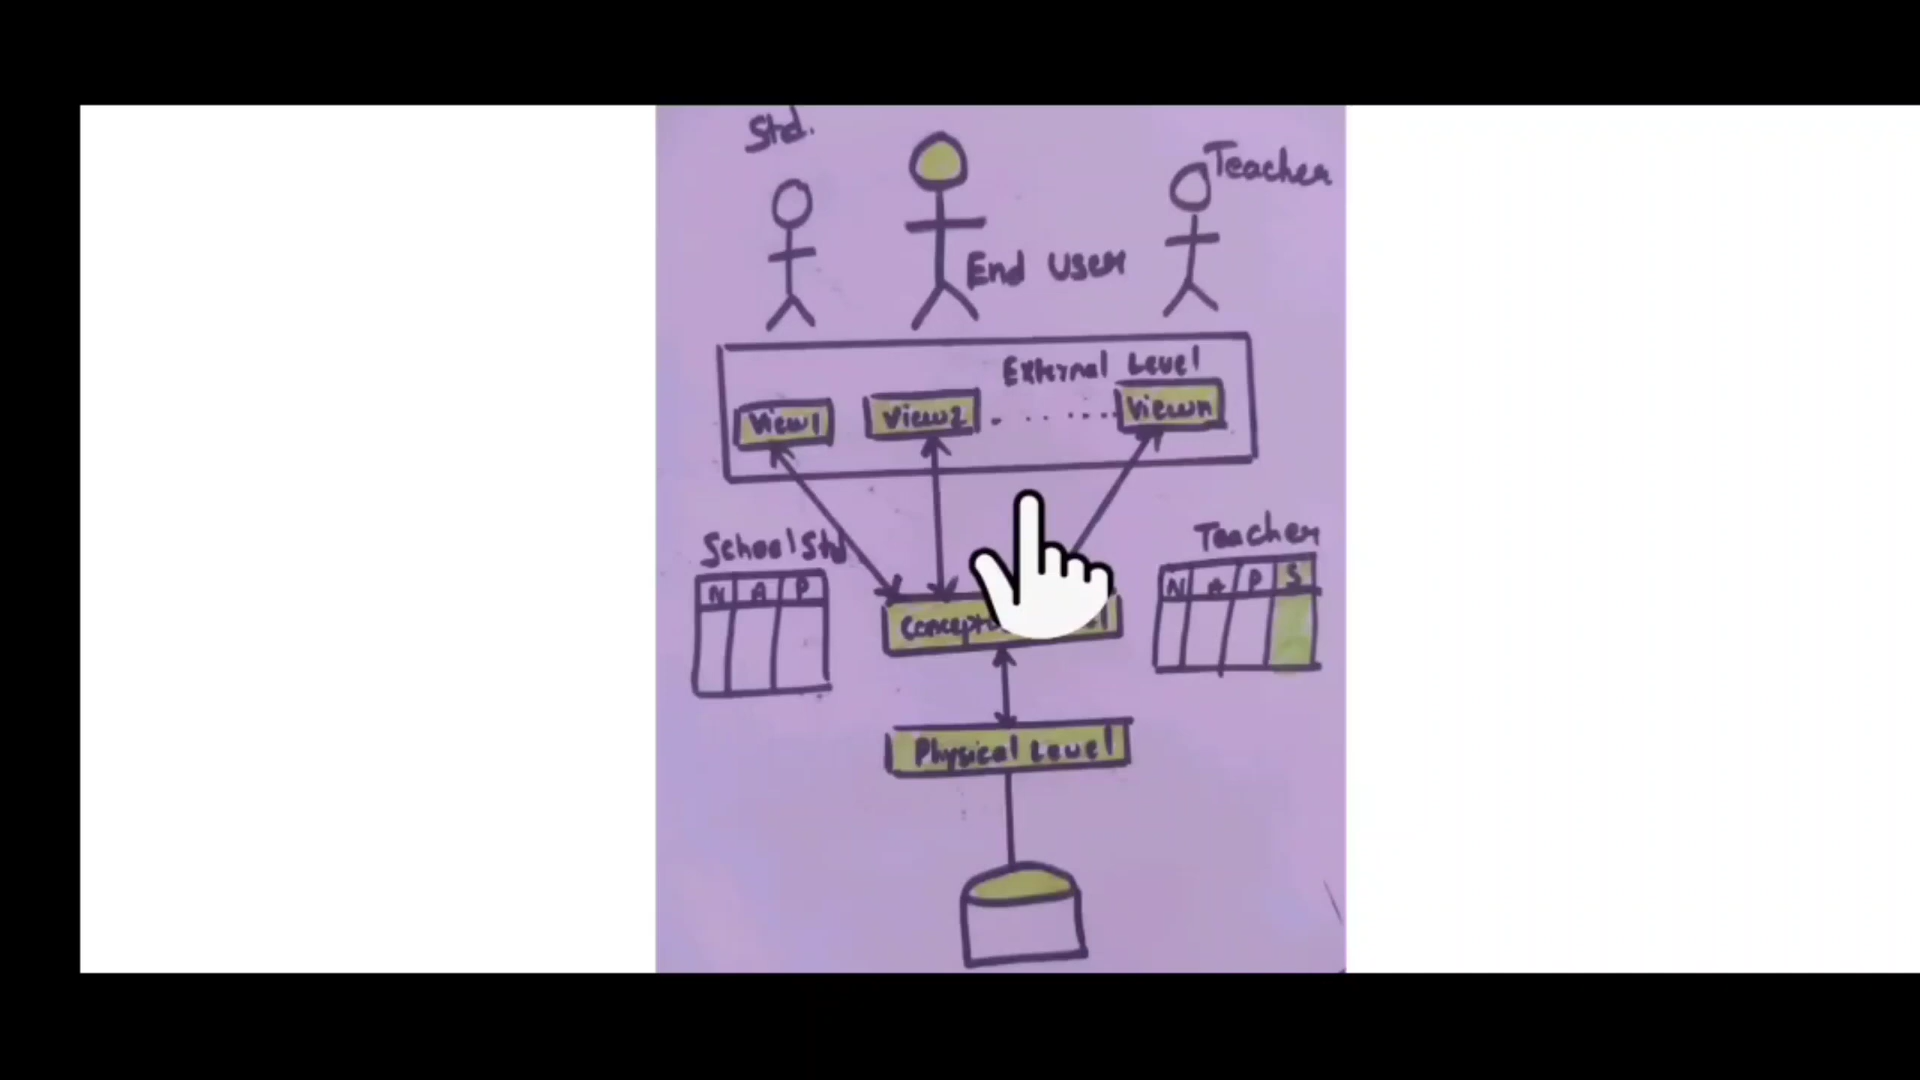 Std.
Teacher
End User
External Level
View1
View2
Viewn
School Std
Teacher
N A P
N A P S
Physical Level